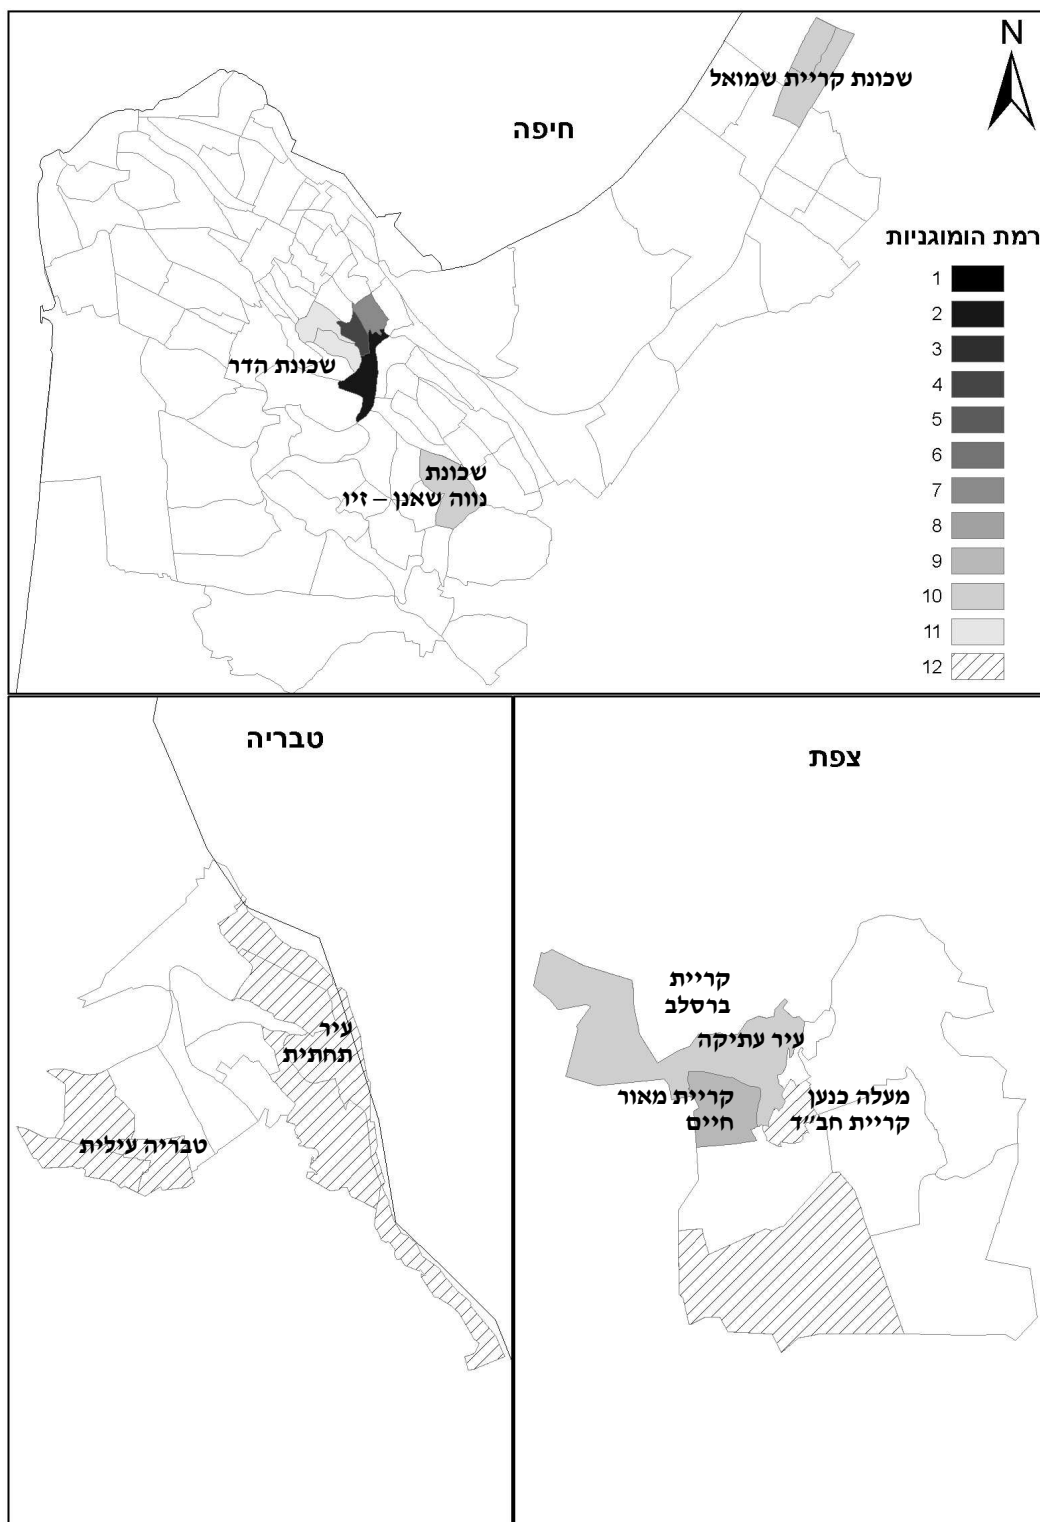 N
שכונת קריית שמואל
חיפה
רמת הומוגניות
1
2
3
4
5
6
7
8
9
10
11
12
שכונת הדר
שכונת
נווה שאנן – זיו
טבריה
עיר
תחתית
טבריה עילית
צפת
קריית
ברסלב
עיר עתיקה
קריית מאור
חיים
מעלה כנען
קריית חב"ד